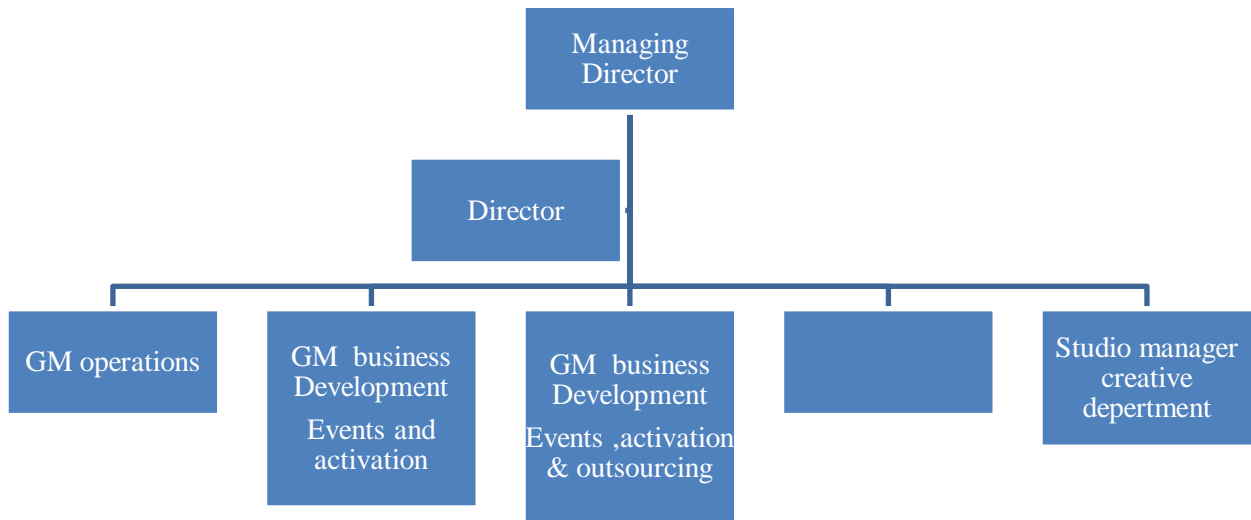 Managing
Director
Director
GM operations
GM business
Development
Events and
activation
GM business
Development
Events ,activation
& outsourcing
Studio manager
creative
depertment